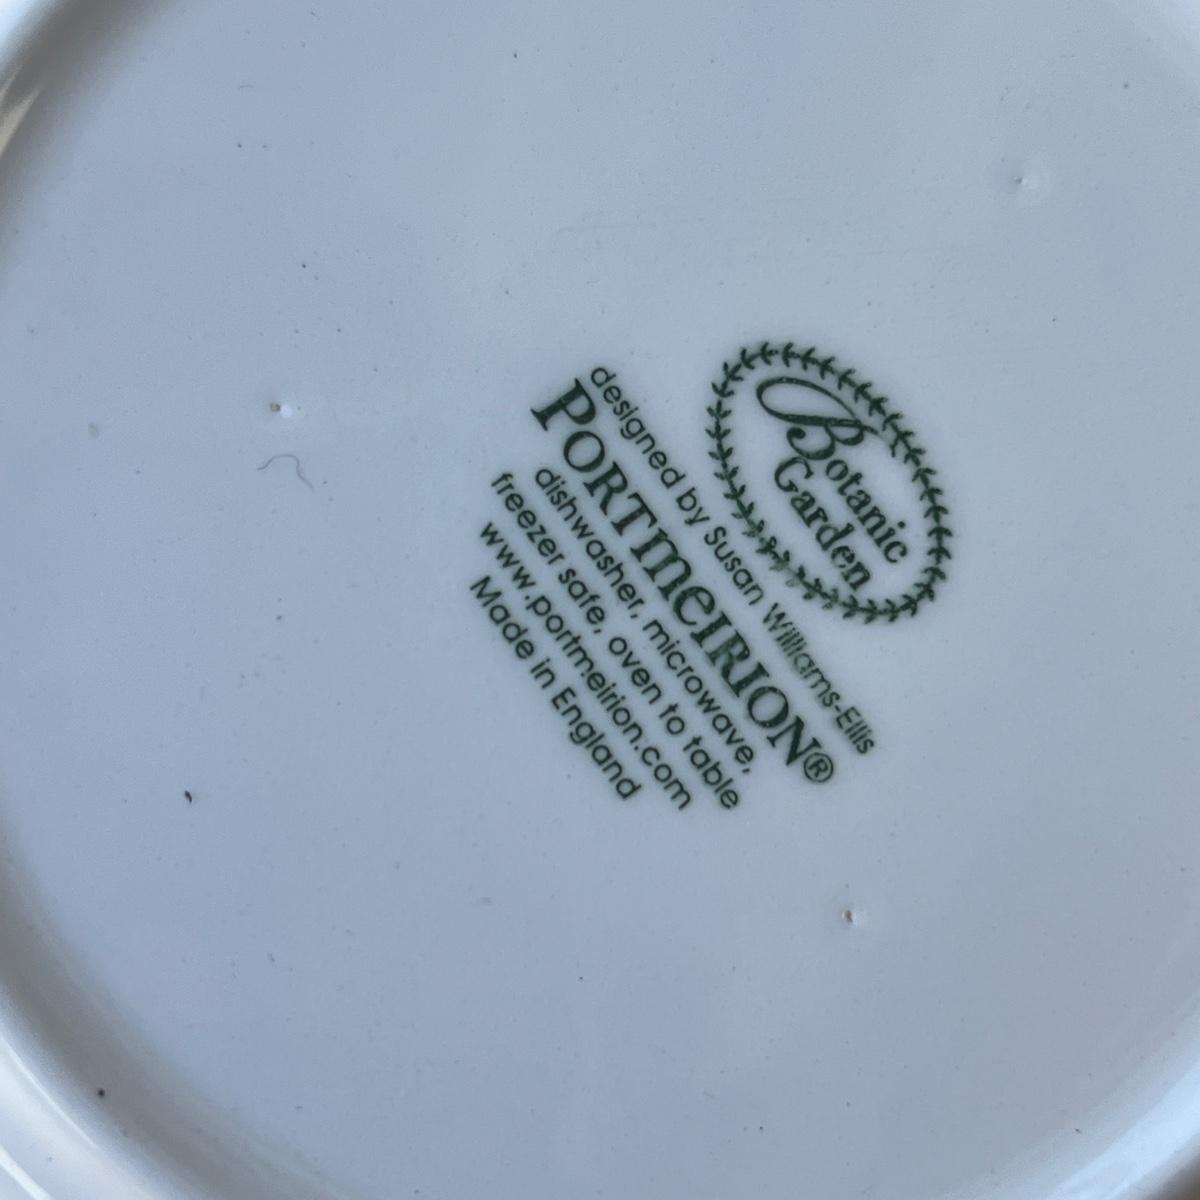 Botanic
Garden
designed by Susan Williams-Ellis
PORTMEIRION®
dishwasher, microwave,
freezer safe, oven to table
www.portmeirion.com
Made in England